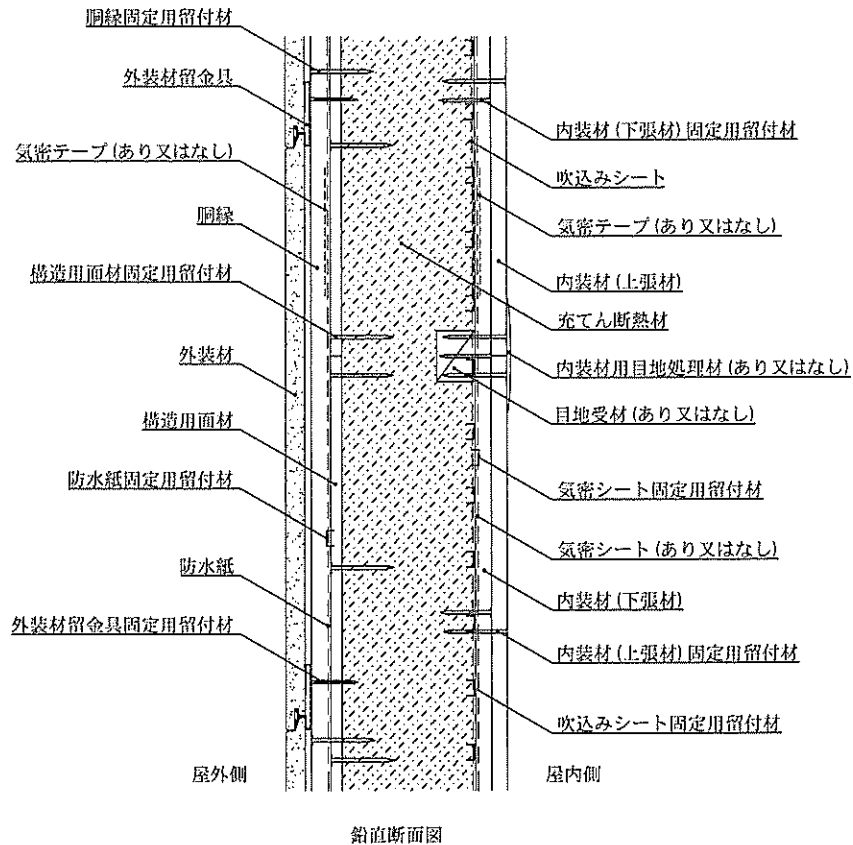 胴縁固定用留付材
外装材留金具
気密テープ(あり又はなし)
胴縁
構造用面材固定用留付材
外装材
構造用面材
防水紙固定用留付材
防水紙
外装材留金具固定用留付材
屋外側
内装材(下張材)固定用留付材
吹込みシート
気密テープ(あり又はなし)
内装材(上張材)
充てん断熱材
内装材用目地処理材(あり又はなし)
目地受材(あり又はなし)
気密シート固定用留付材
気密シート(あり又はなし)
内装材(下張材)
内装材(上張材)固定用留付材
吹込みシート固定用留付材
屋内側
鉛直断面図